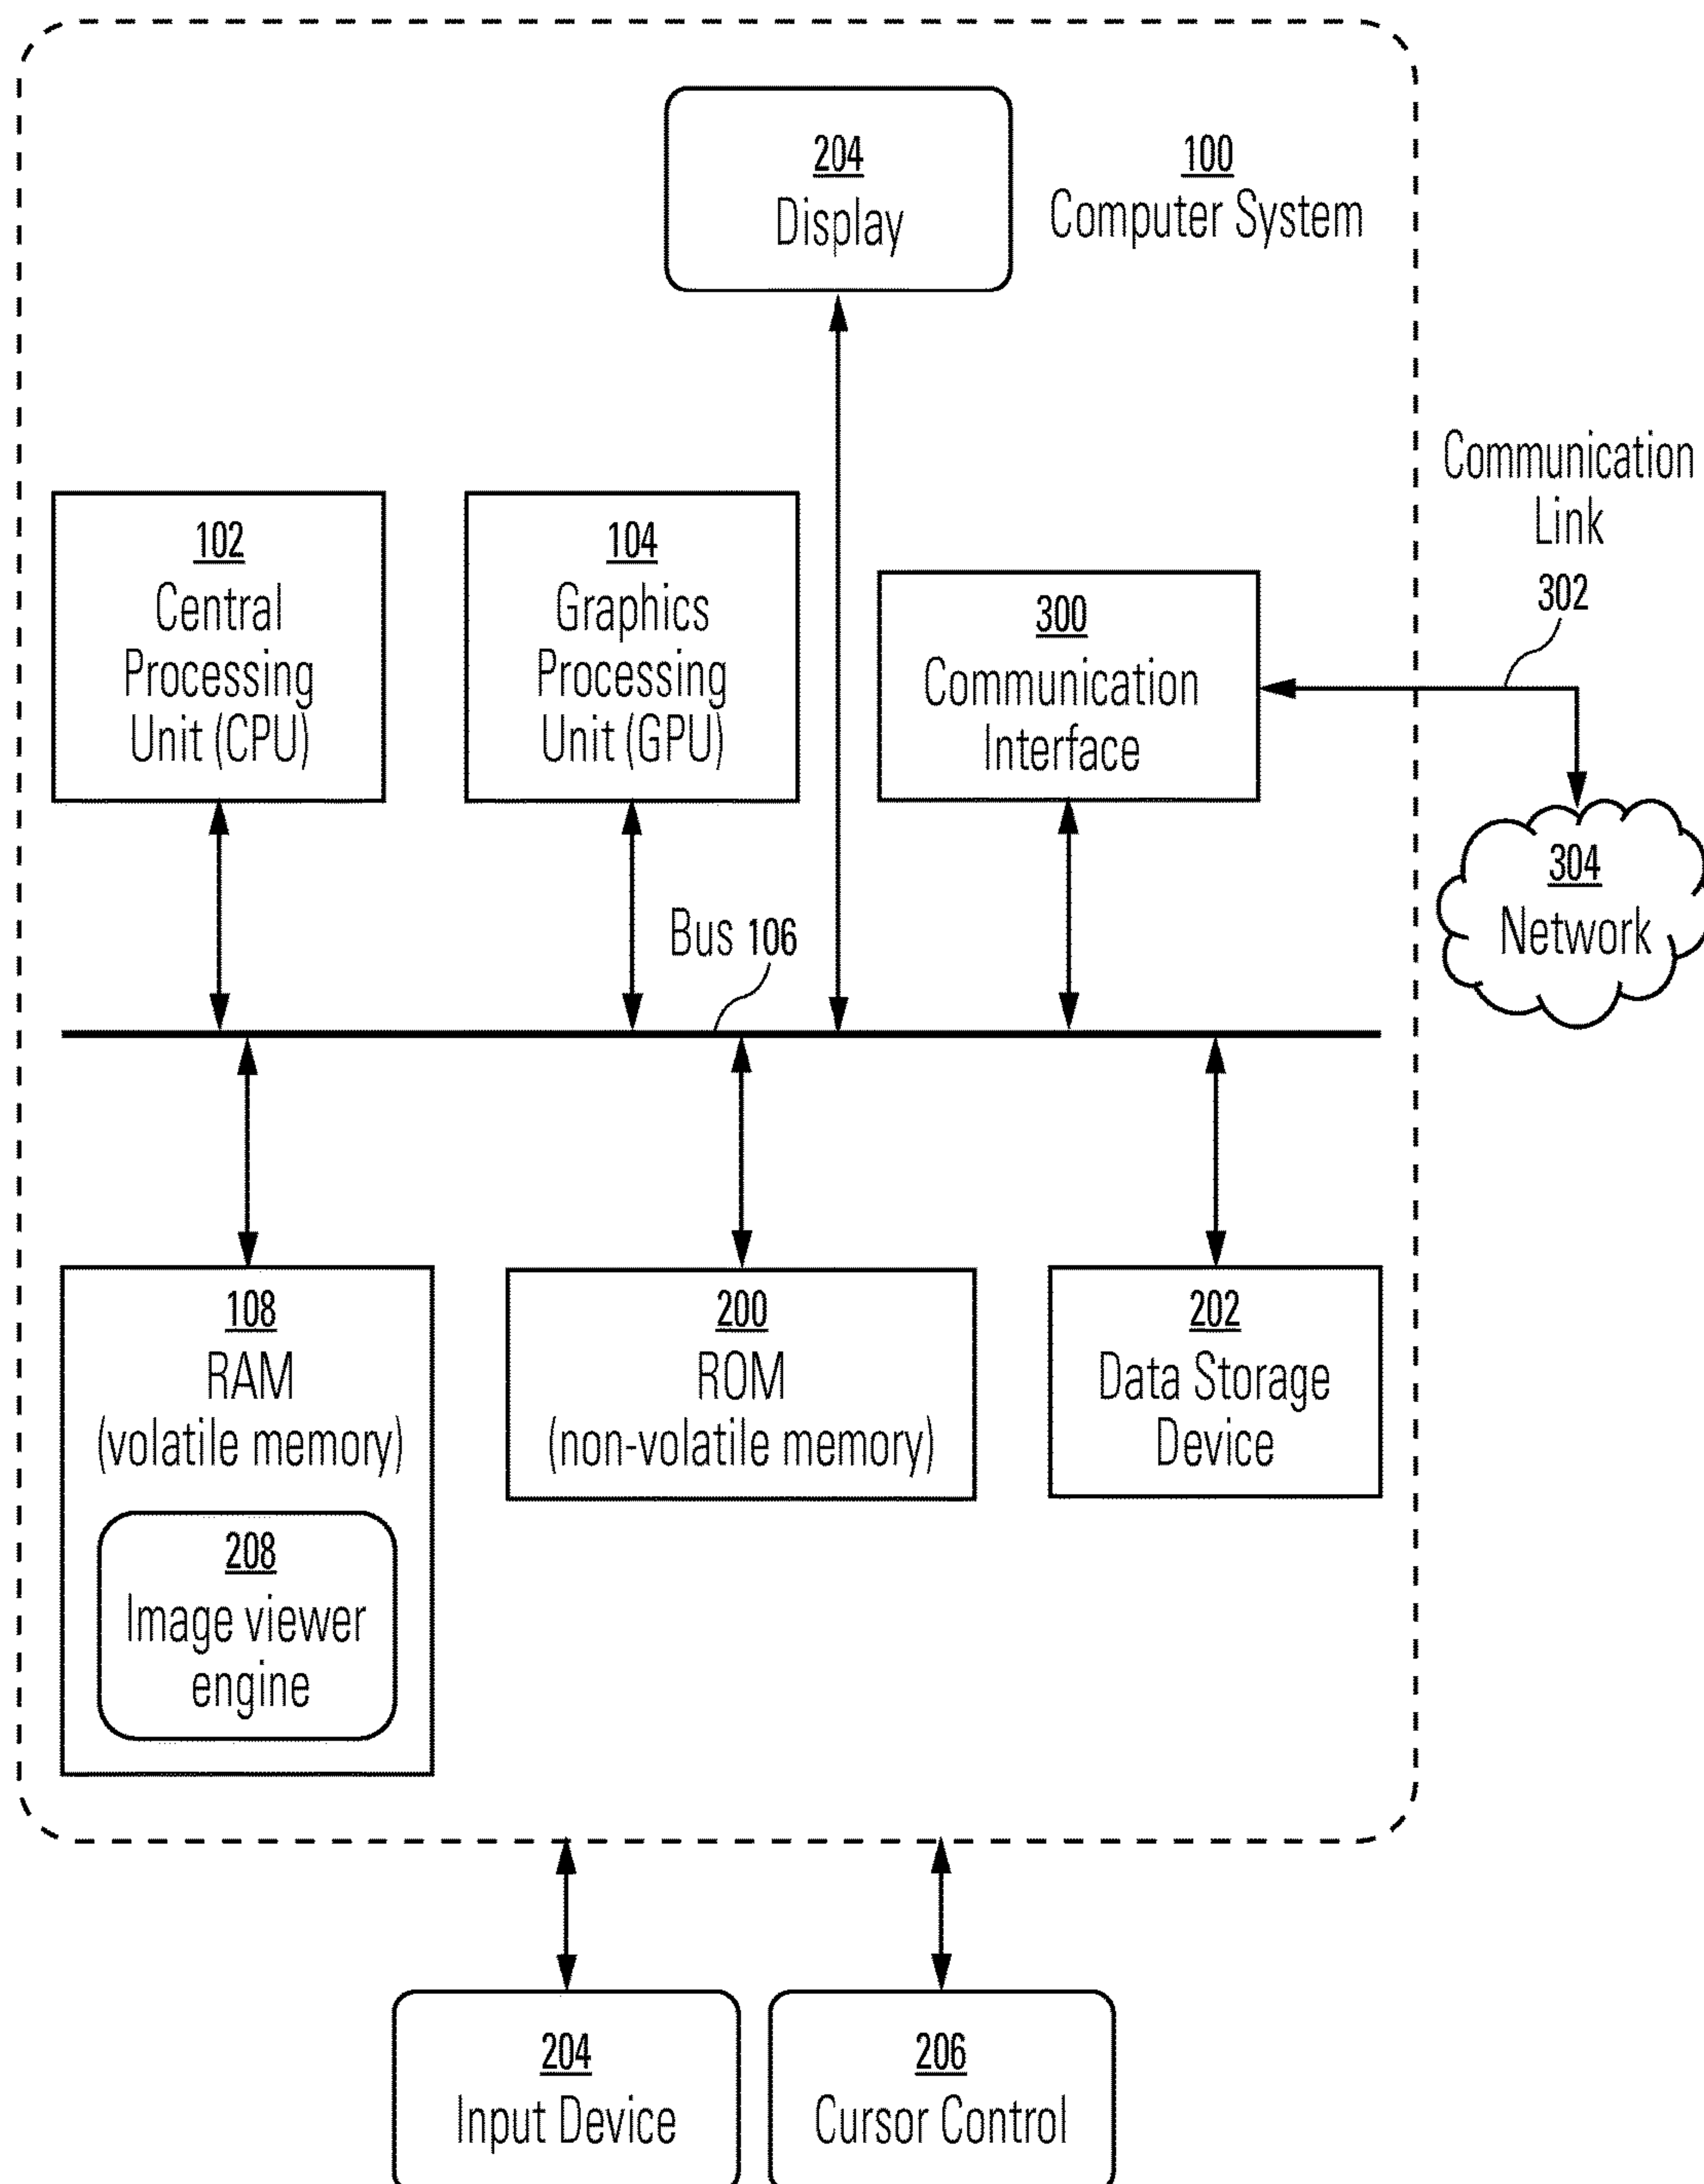 204
Display
100
Computer System
Communication
Link
302
102
Central
Processing
Unit (CPU)
104
Graphics
Processing
Unit (GPU)
300
Communication
Interface
304
Network
Bus 106
108
RAM
(volatile memory)
200
ROM
(non-volatile memory)
202
Data Storage
Device
208
Image viewer
engine
204
Input Device
206
Cursor Control